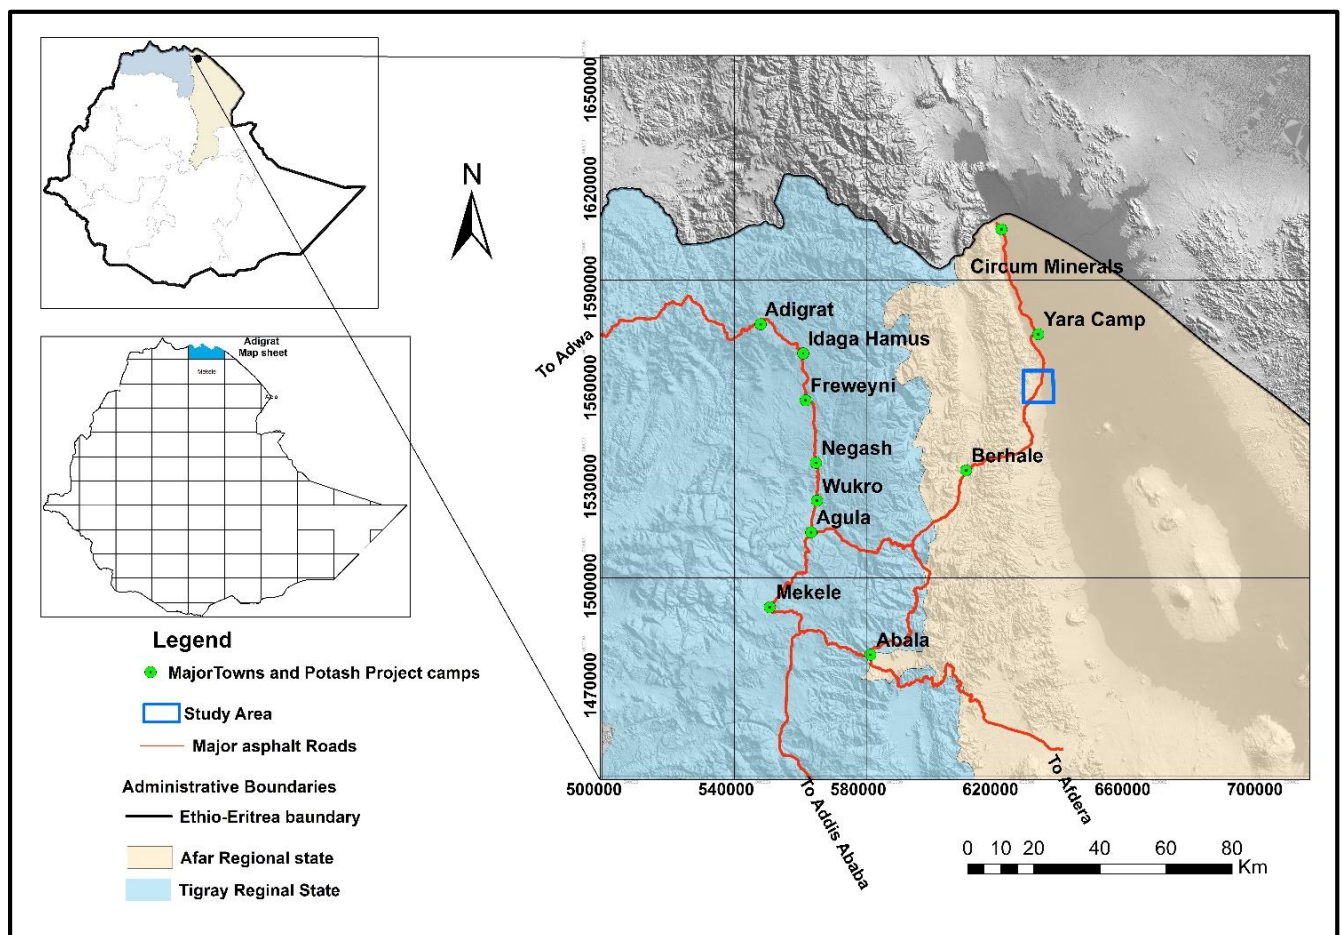 Adigrat
Map sheet
Mekele
N
Legend
MajorTowns and Potash Project camps
Study Area
Major asphalt Roads
Administrative Boundaries
Ethio-Eritrea baundary
Afar Regional state
Tigray Reginal State
1650000
1620000
1590000
1560000
1530000
1500000
1470000
Circum Minerals
Adigrat
Yara Camp
Idaga Hamus
To Adwa
Freweyni
Negash
Berhale
Wukro
Agula
Mekele
Abala
To Afdera
To Addis Ababa
500000 540000 580000 620000 660000 700000
0 10 20 40 60 80
Km